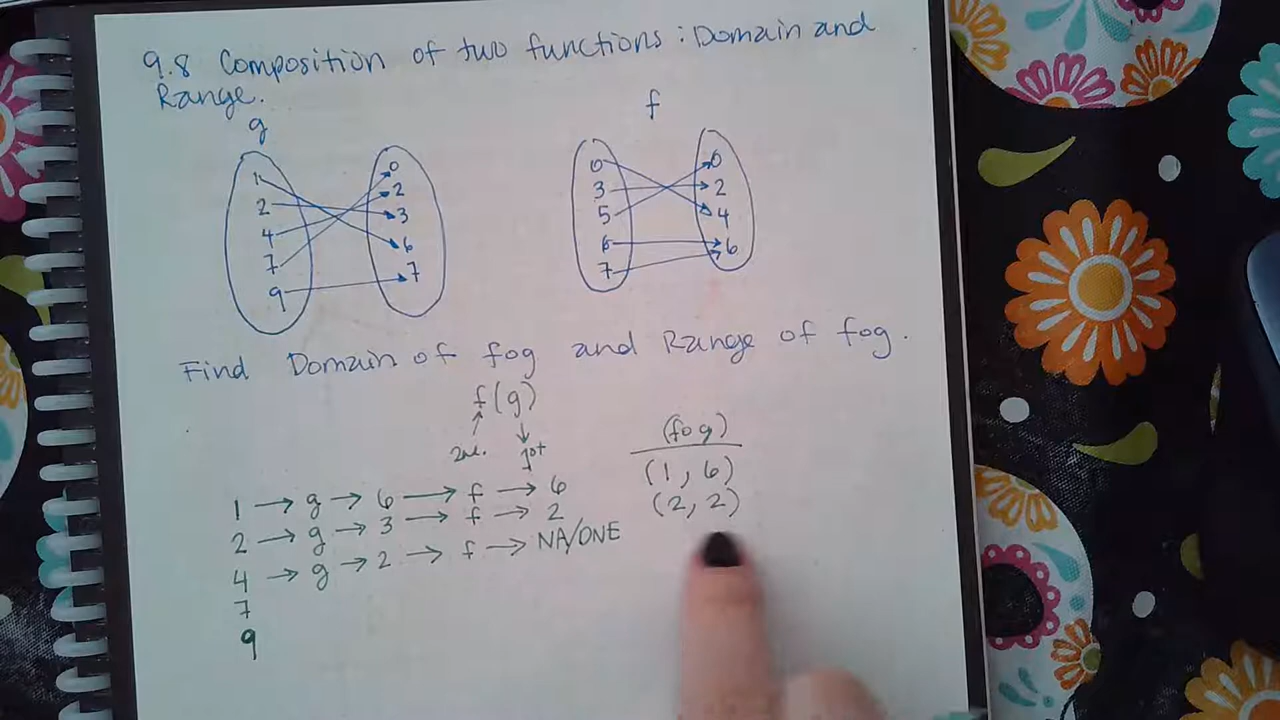 9.8 Composition of two functions : Domain and
Range.
g
f
1
2
4
7
9
0
2
3
6
7
0
3
5
6
7
0
2
4
6
Find Domain of fog and Range of fog.
f(g)
2nd. 1st
(fog)
(1, 6)
(2, 2)
1 → g → 6 → f → 6
2 → g → 3 → f → 2
4 → g → 2 → f → NA/DNE
7
9